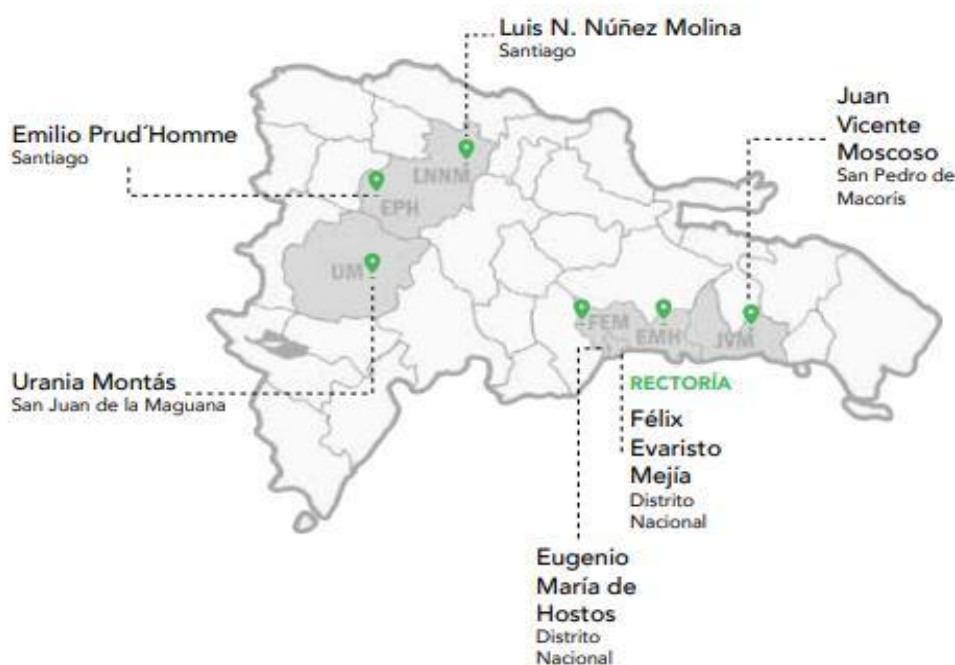 Luis N. Núñez Molina
Santiago
Emilio Prud´Homme
Santiago
Juan
Vicente
Moscoso
San Pedro de
Macorís
LNNM
EPH
UM
FEM
EMH
JVM
Urania Montás
San Juan de la Maguana
RECTORÍA
Félix
Evaristo
Mejía
Distrito
Nacional
Eugenio
María de
Hostos
Distrito
Nacional